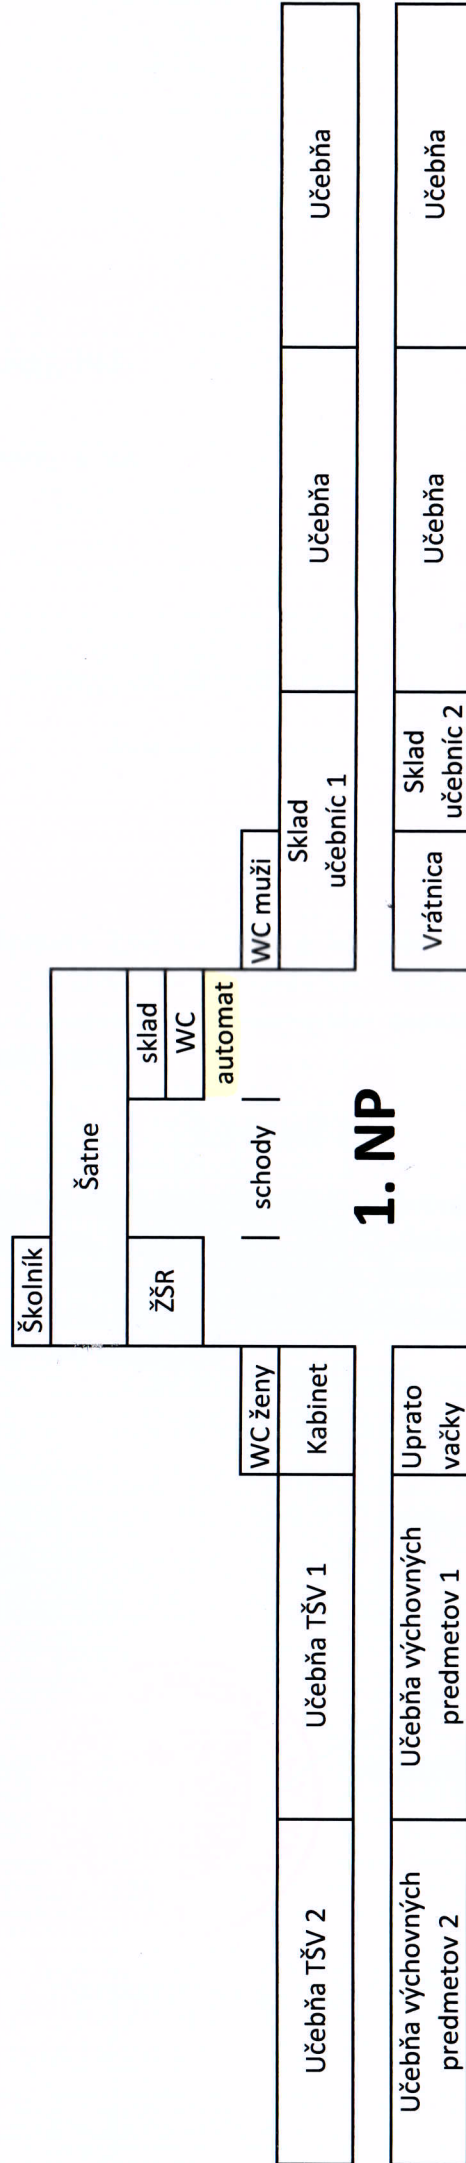 Školník
Šatne
ŽŠR
sklad
WC
automat
schody
WC ženy
WC muži
Učebňa TŠV 2
Učebňa TŠV 1
Kabinet
Sklad
učebníc 1
Učebňa
Učebňa
1. NP
Učebňa výchovných
predmetov 2
Učebňa výchovných
predmetov 1
Uprato
vačky
Vrátnica
Sklad
učebníc 2
Učebňa
Učebňa